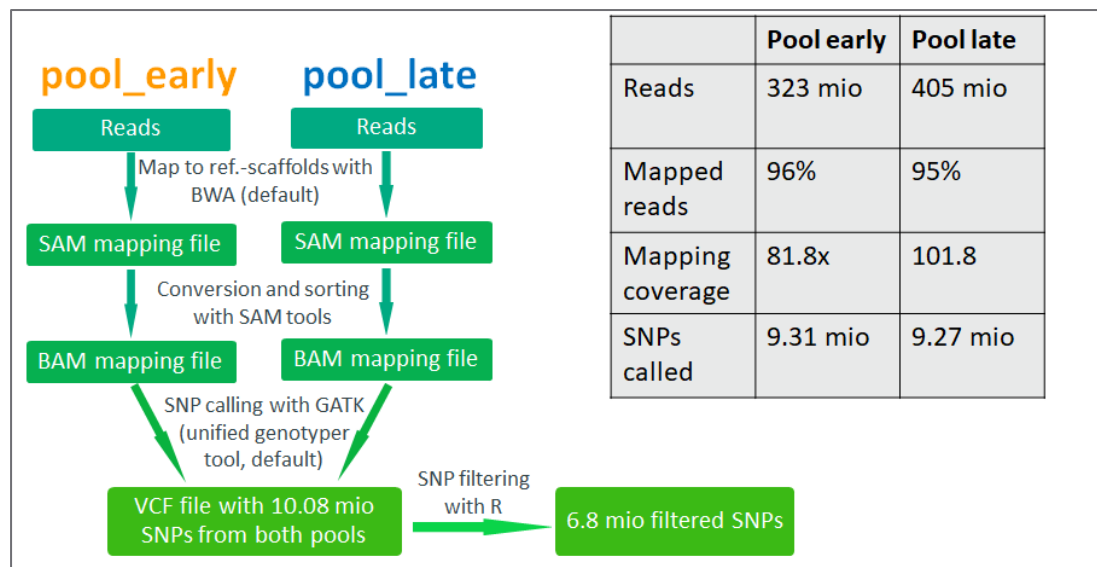 pool_early
pool_late
Reads
Reads
Map to ref.-scaffolds with
BWA (default)
SAM mapping file
SAM mapping file
Conversion and sorting
with SAM tools
BAM mapping file
BAM mapping file
SNP calling with GATK
(unified genotyper
tool, default)
VCF file with 10.08 mio
SNPs from both pools
SNP filtering
with R
6.8 mio filtered SNPs
Pool early
Pool late
Reads
323 mio
405 mio
Mapped
reads
96%
95%
Mapping
coverage
81.8x
101.8
SNPs
called
9.31 mio
9.27 mio